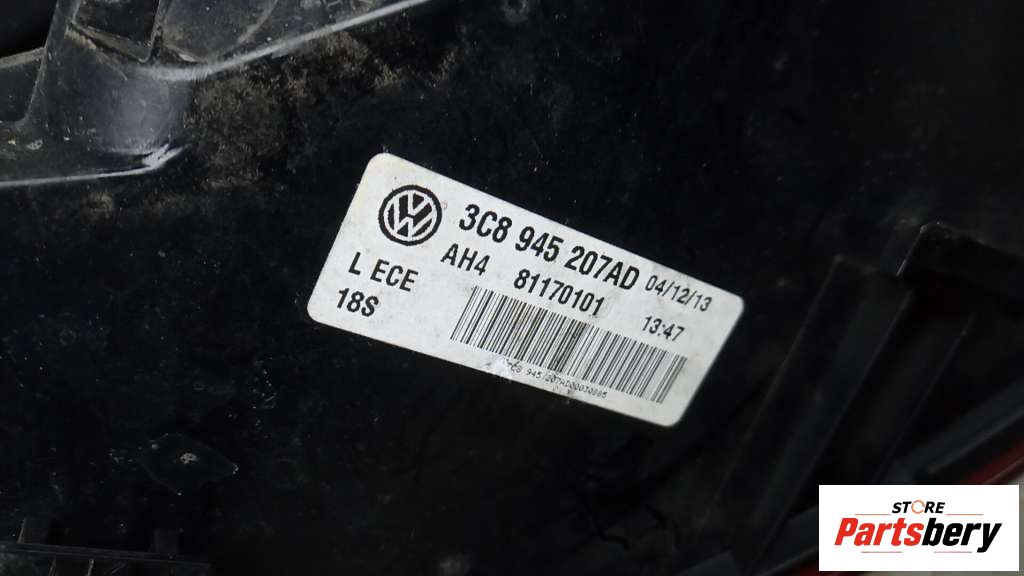 3C8 945 207AD 04/12/13
AH4 81170101 13:47
L ECE
18S
STORE
Partsbery